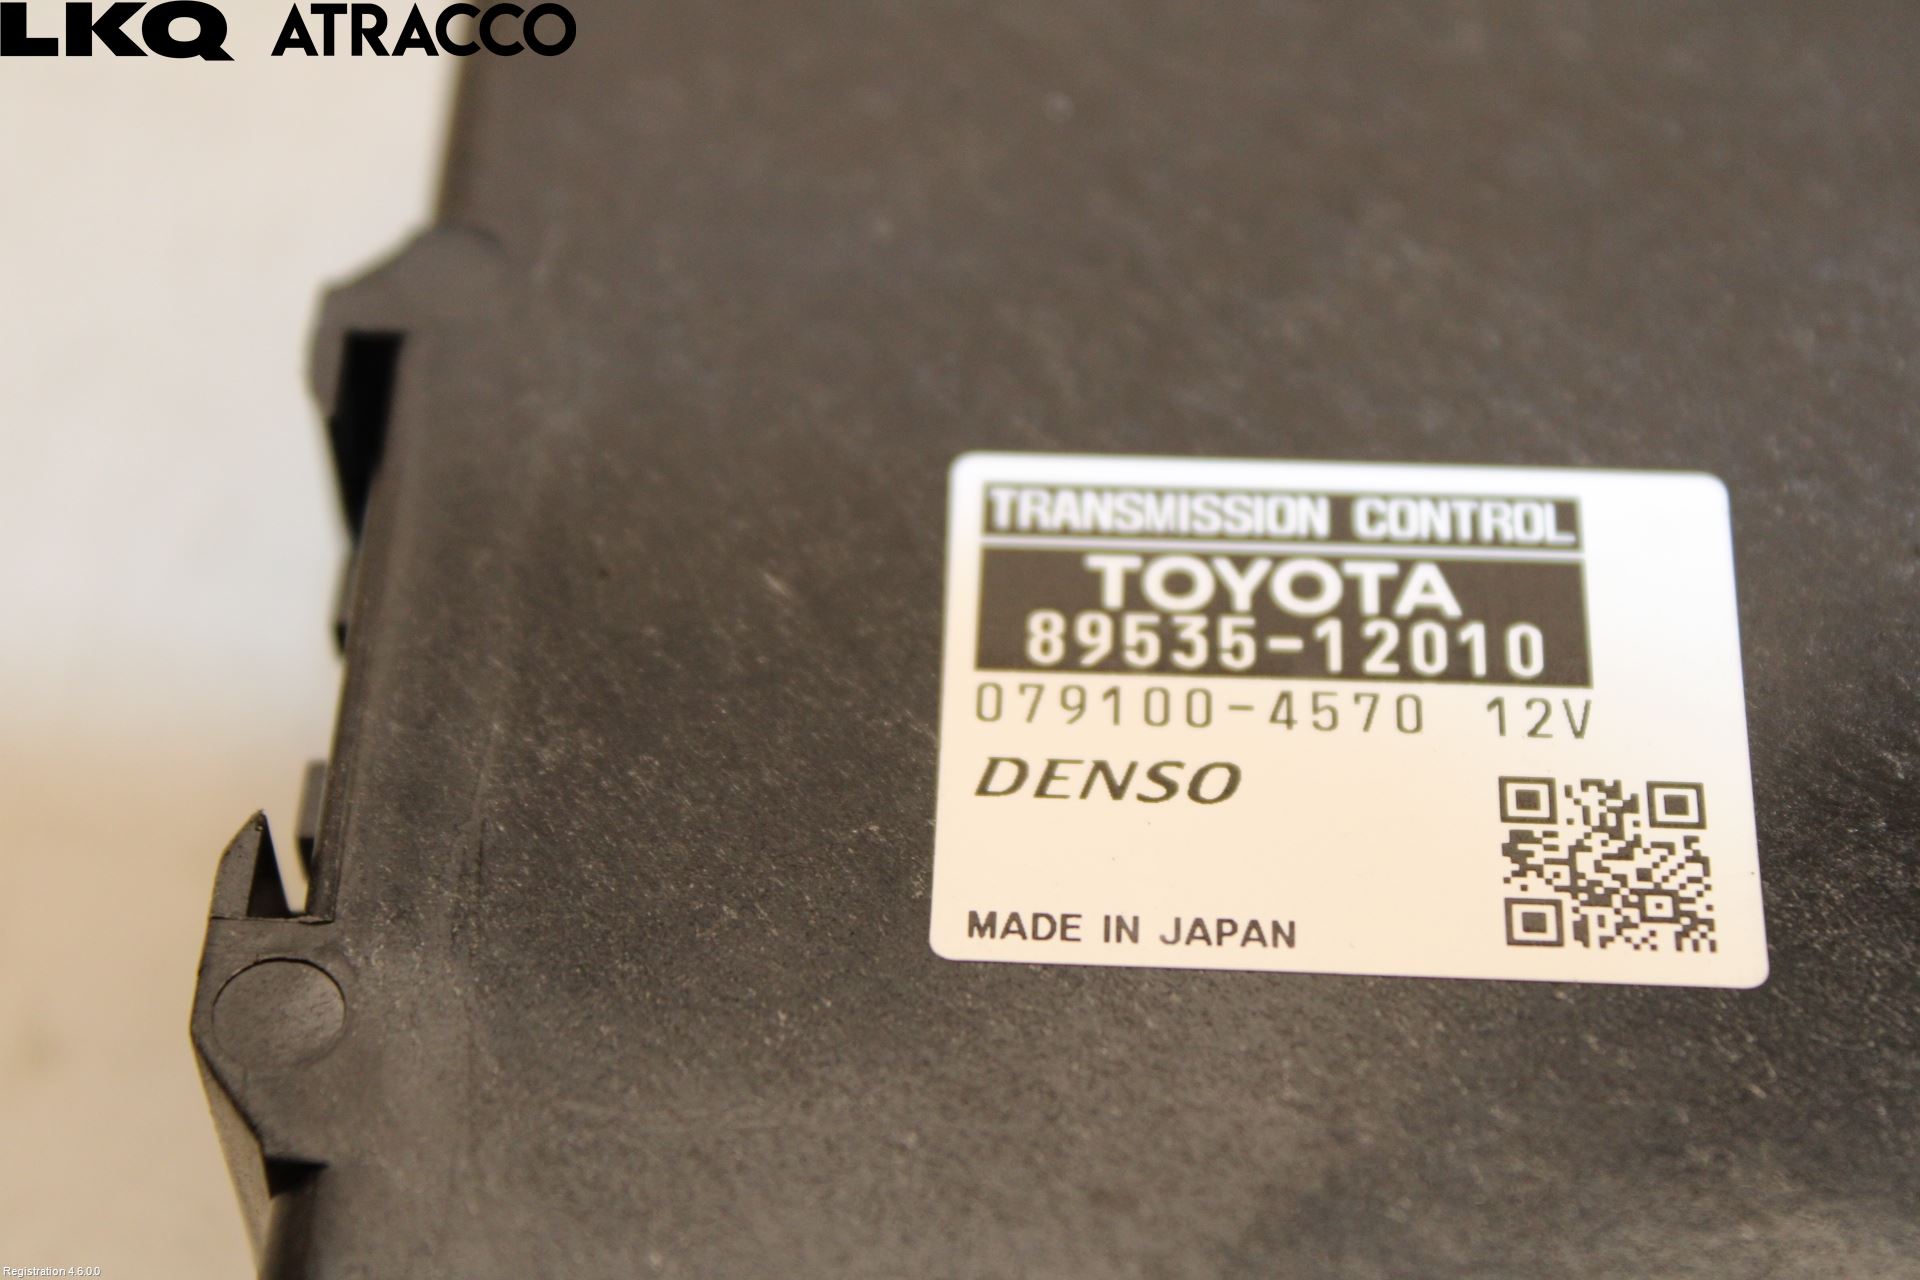 LKQ ATRACCO
TRANSMISSION CONTROL
TOYOTA
89535-12010
079100-4570 12V
DENSO
MADE IN JAPAN
Registration 4.6.0.0